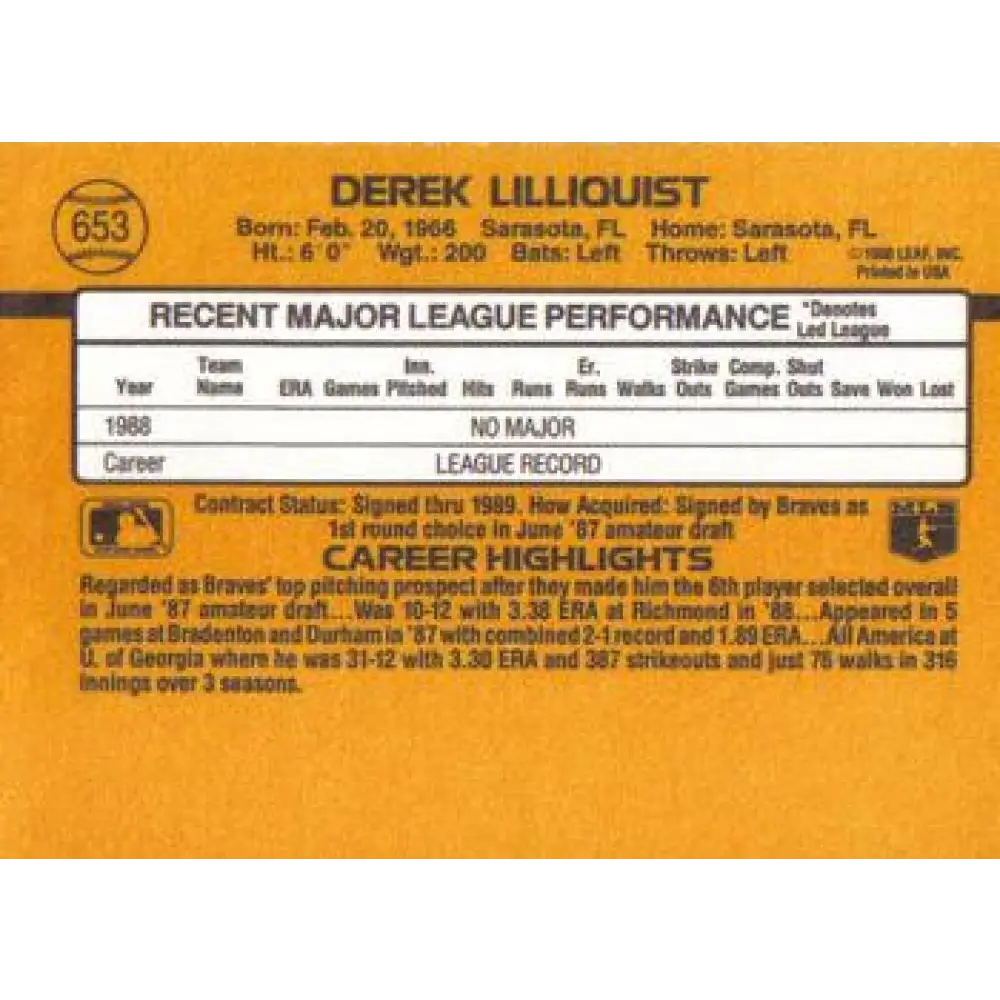 653
DEREK LILLIQUIST
Born: Feb. 20, 1966 Sarasota, FL Home: Sarasota, FL
Ht.: 6'0" Wgt.: 200 Bats: Left Throws: Left
© 1988 LEAF, INC.
Printed in USA
RECENT MAJOR LEAGUE PERFORMANCE *Denotes Led League
Year Team Name ERA Games Inn. Pitched Hits Runs Er. Runs Walks Strike Outs Comp. Games Shut Outs Save Won Lost
1988 NO MAJOR
Career LEAGUE RECORD
Contract Status: Signed thru 1989. How Acquired: Signed by Braves as
1st round choice in June '87 amateur draft
CAREER HIGHLIGHTS
Regarded as Braves' top pitching prospect after they made him the 6th player selected overall
in June '87 amateur draft...Was 10-12 with 3.38 ERA at Richmond in '88...Appeared in 5
games at Bradenton and Durham in '87 with combined 2-1 record and 1.89 ERA...All America at
U. of Georgia where he was 31-12 with 3.30 ERA and 387 strikeouts and just 76 walks in 316
innings over 3 seasons.